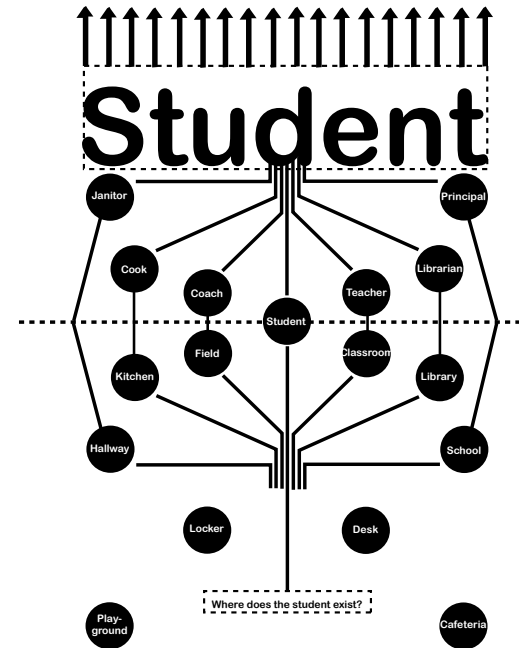 Student
Janitor
Principal
Cook
Librarian
Coach
Teacher
Student
Field
Classroom
Kitchen
Library
Hallway
School
Locker
Desk
Where does the student exist?
Play-
ground
Cafeteria